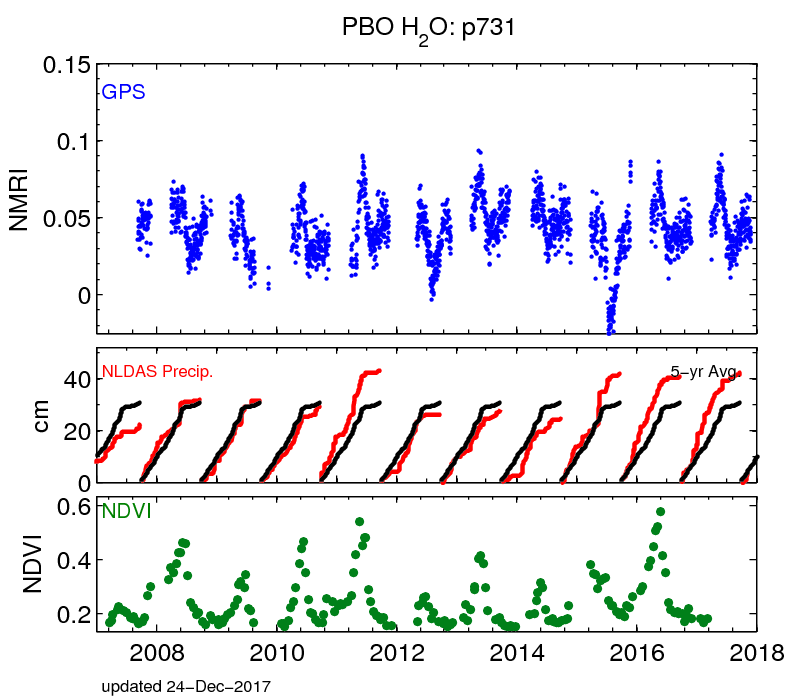 PBO H2O: p731
0.15
GPS
0.1
NMRI
0.05
0
NLDAS Precip.
5−yr Avg.
40
cm
20
0
0.6
NDVI
NDVI
0.4
0.2
2008 2010 2012 2014 2016 2018
updated 24−Dec−2017